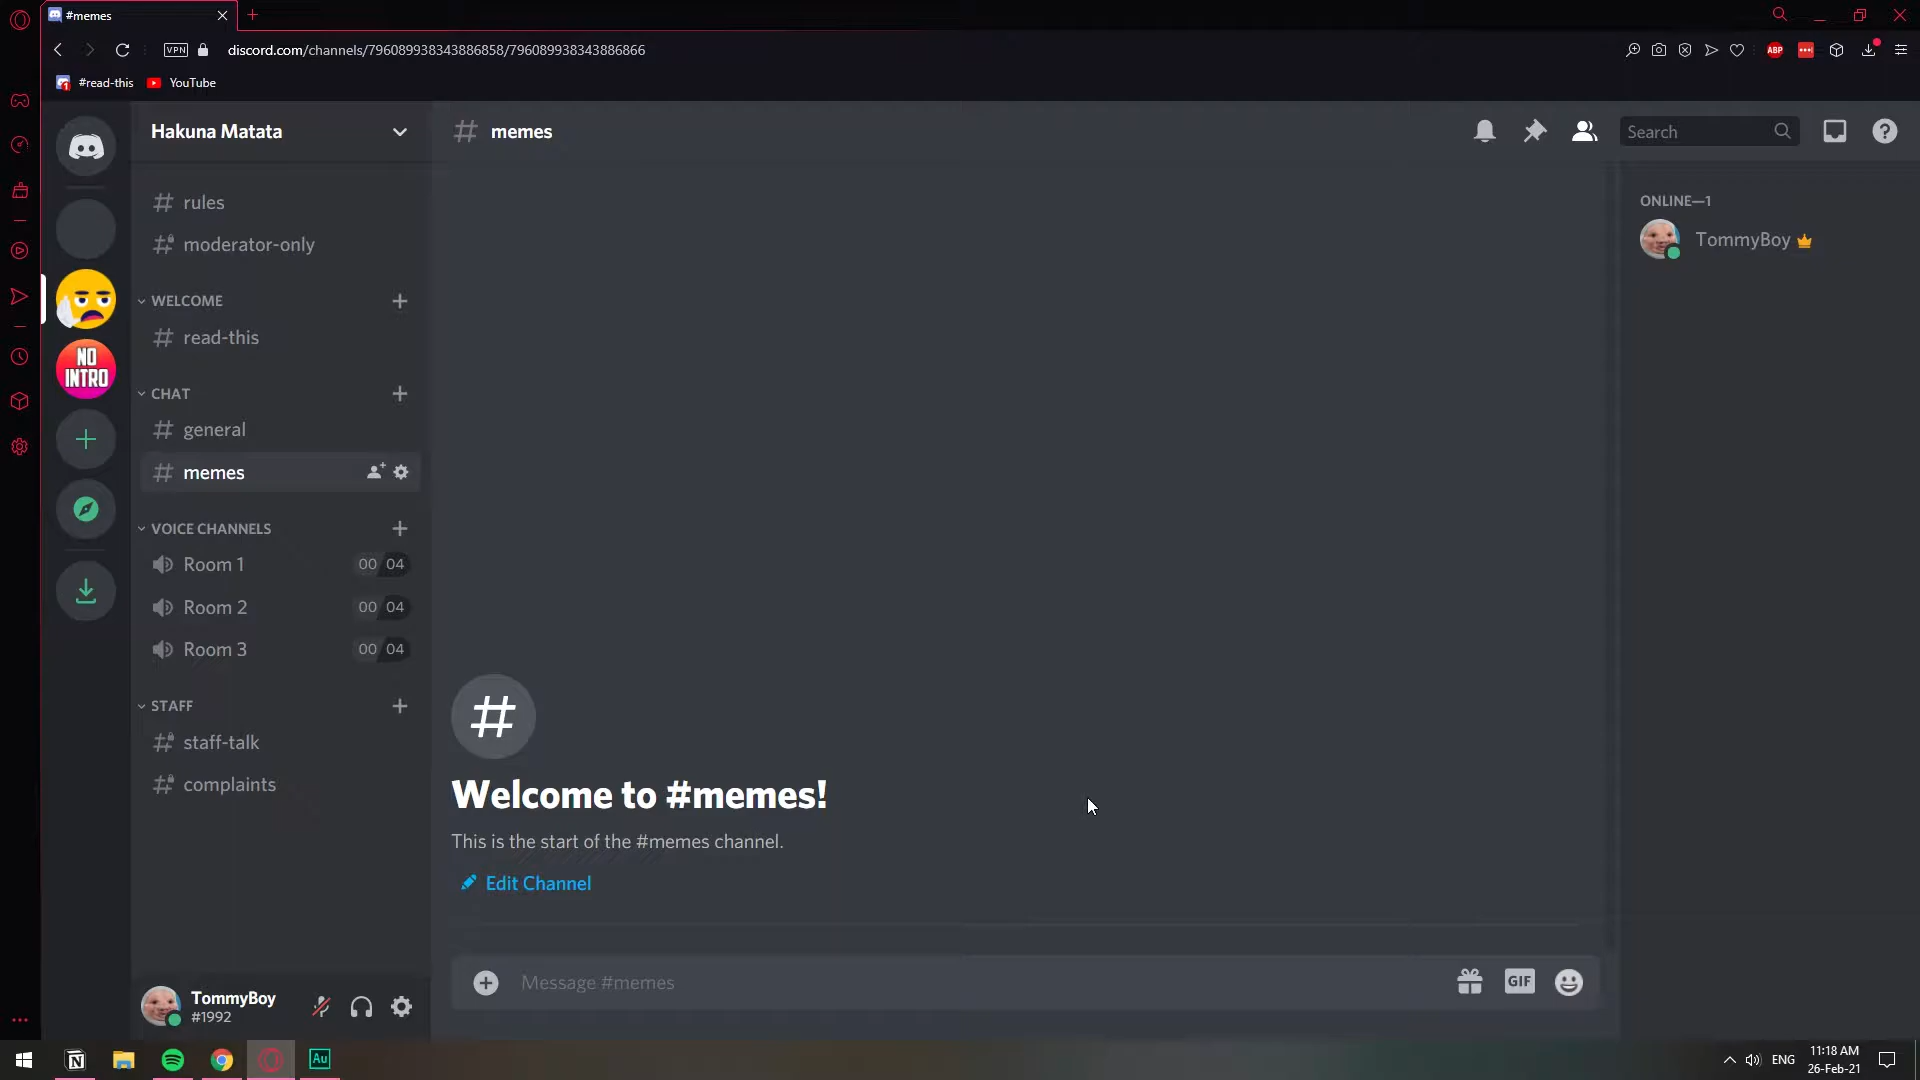 #memes
VPN
discord.com/channels/796089938343886858/796089938343886866
ABP
#read-this
YouTube
Hakuna Matata
memes
Search
rules
moderator-only
WELCOME
read-this
CHAT
general
memes
VOICE CHANNELS
Room 1
00 04
Room 2
00 04
Room 3
00 04
STAFF
staff-talk
complaints
NO
INTRO
ONLINE—1
TommyBoy
Welcome to #memes!
This is the start of the #memes channel.
Edit Channel
Message #memes
GIF
TommyBoy
#1992
Au
ENG
11:18 AM
26-Feb-21